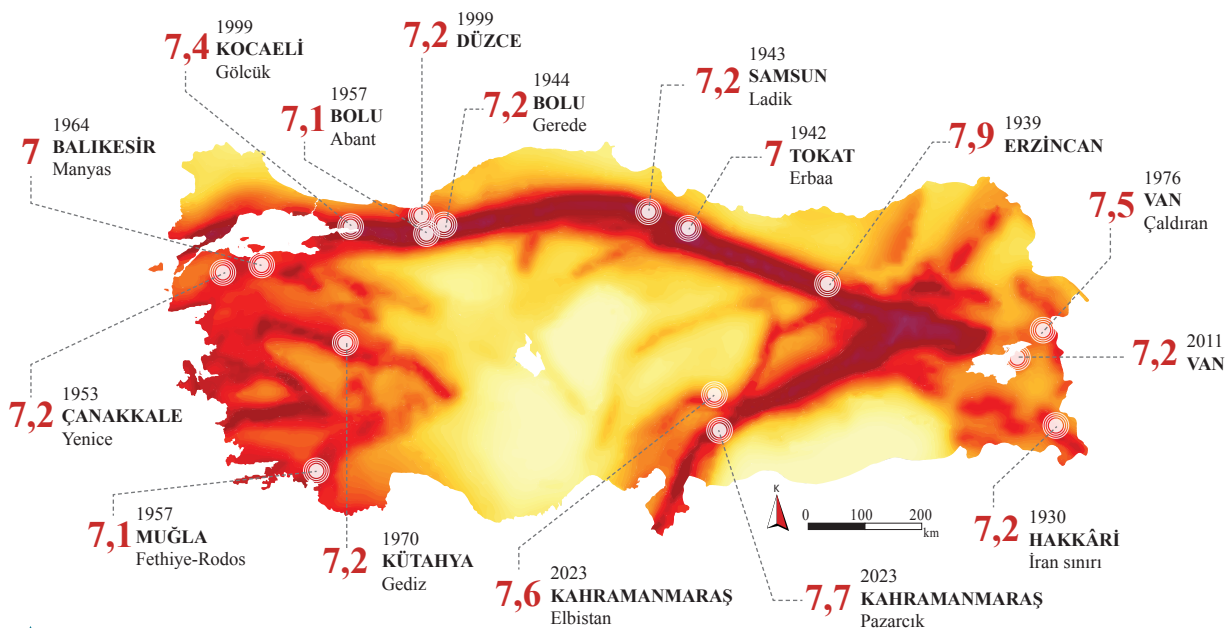 1999
7,4 KOCAELİ
Gölcük
1999
7,2 DÜZCE
1957
7,1 BOLU
Abant
1944
7,2 BOLU
Gerede
1943
7,2 SAMSUN
Ladik
1942
7 TOKAT
Erbaa
1939
7,9 ERZİNCAN
1964
7 BALIKESİR
Manyas
1976
7,5 VAN
Çaldıran
2011
7,2 VAN
1953
7,2 ÇANAKKALE
Yenice
1957
7,1 MUĞLA
Fethiye-Rodos
1970
7,2 KÜTAHYA
Gediz
2023
7,6 KAHRAMANMARAŞ
Elbistan
2023
7,7 KAHRAMANMARAŞ
Pazarcık
1930
7,2 HAKKÂRİ
İran sınırı
K
0 100 200
km